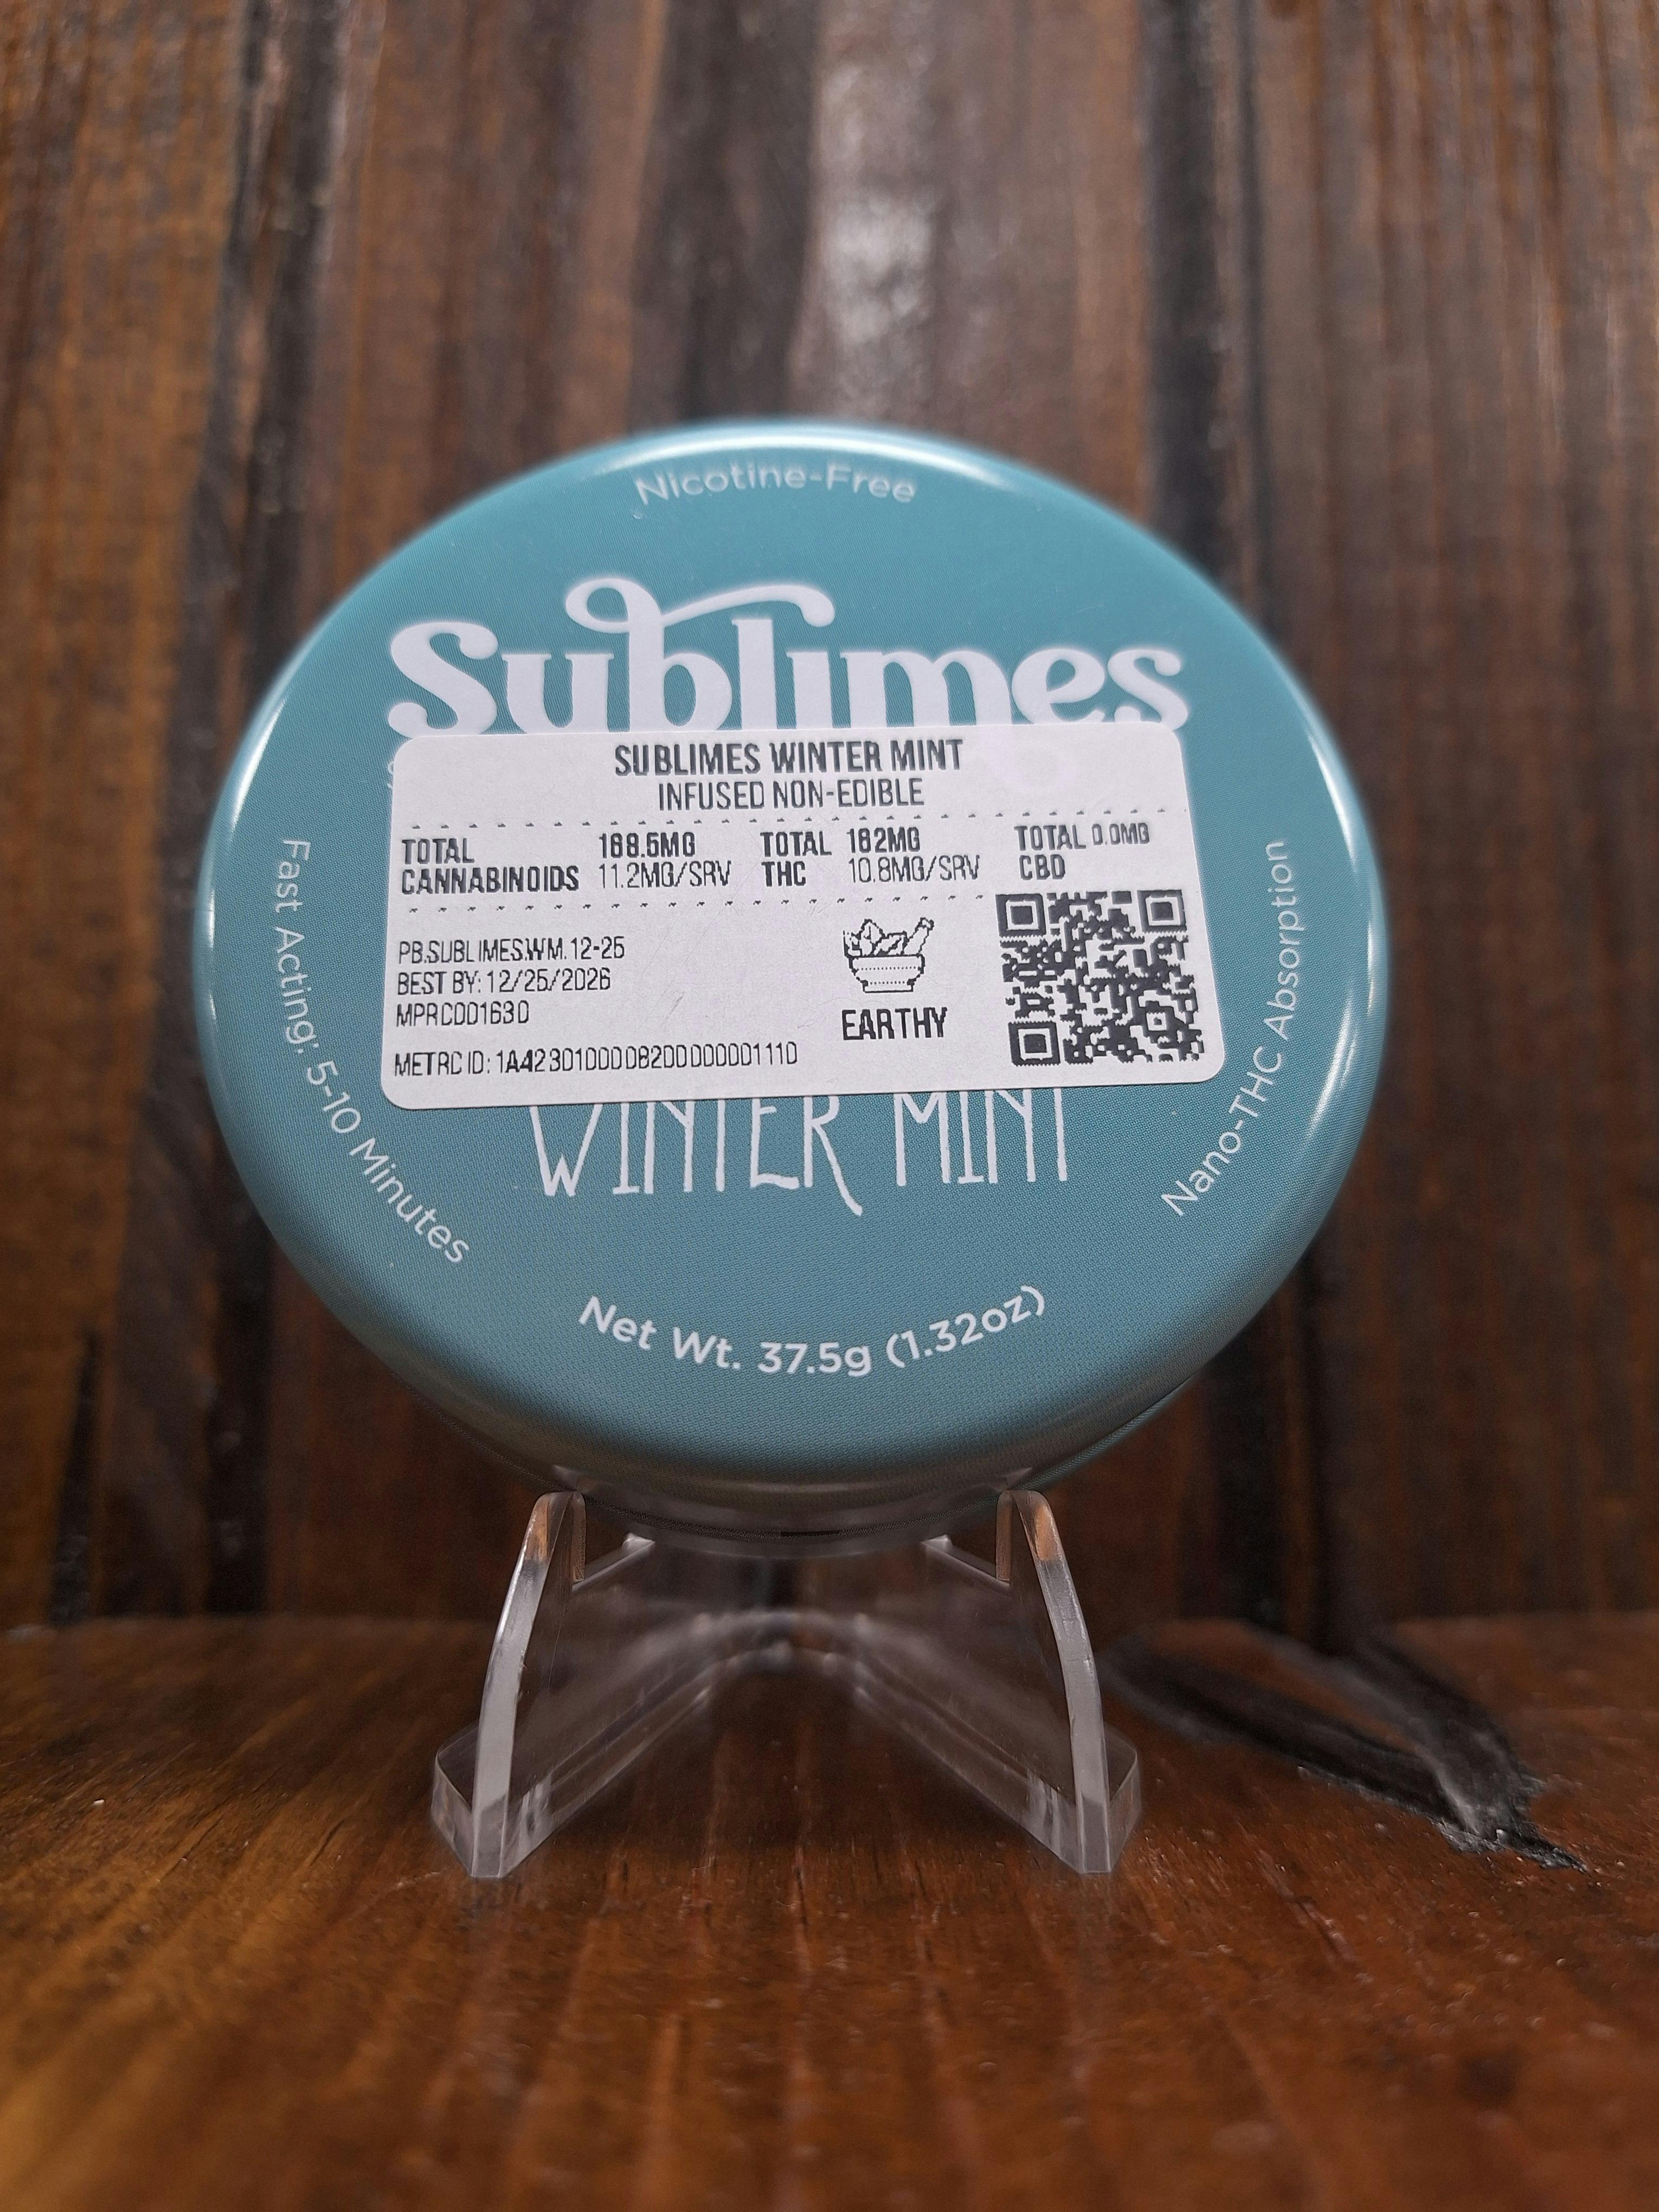 Nicotine-Free
Sublimes
SUBLIMES WINTER MINT
INFUSED NON-EDIBLE
TOTAL CANNABINOIDS 168.5MG 11.2MG/SRV
TOTAL THC 162MG 10.8MG/SRV
TOTAL CBD 0.0MG
PB.SUBLIMES.WM.12-25
BEST BY: 12/25/2026
MPRC001630
METRC ID: 1A4230100008200000001110
EARTHY
WINTER MINT
Fast Acting: 5-10 Minutes
Nano-THC Absorption
Net Wt. 37.5g (1.32oz)